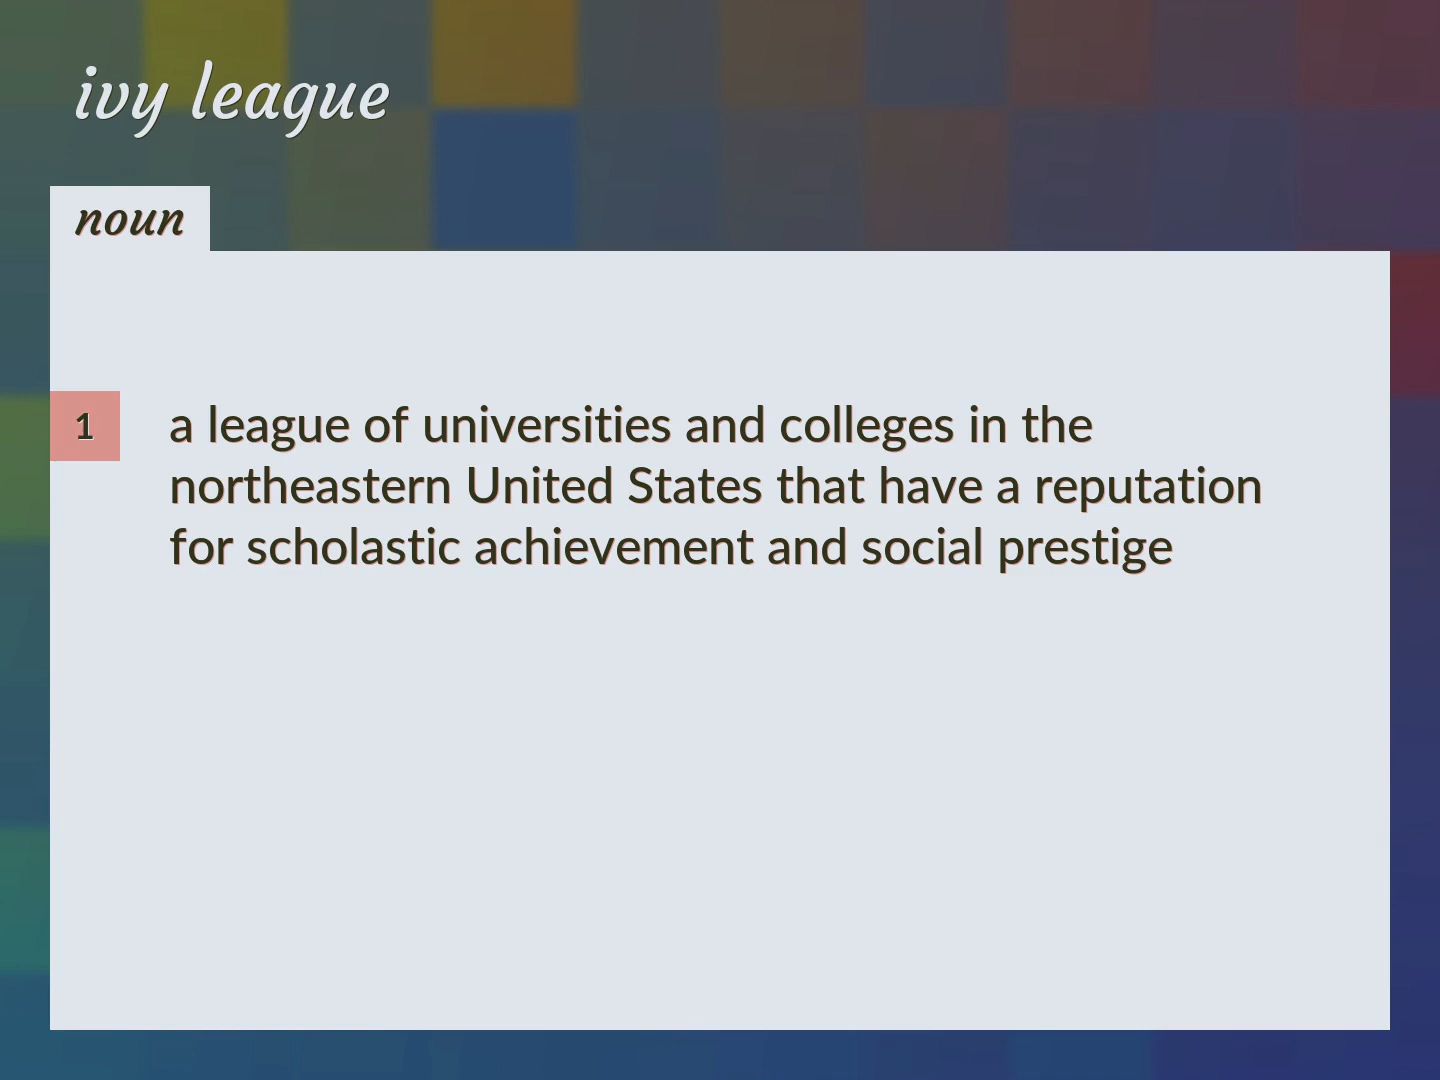 ivy league
noun
1
a league of universities and colleges in the
northeastern United States that have a reputation
for scholastic achievement and social prestige